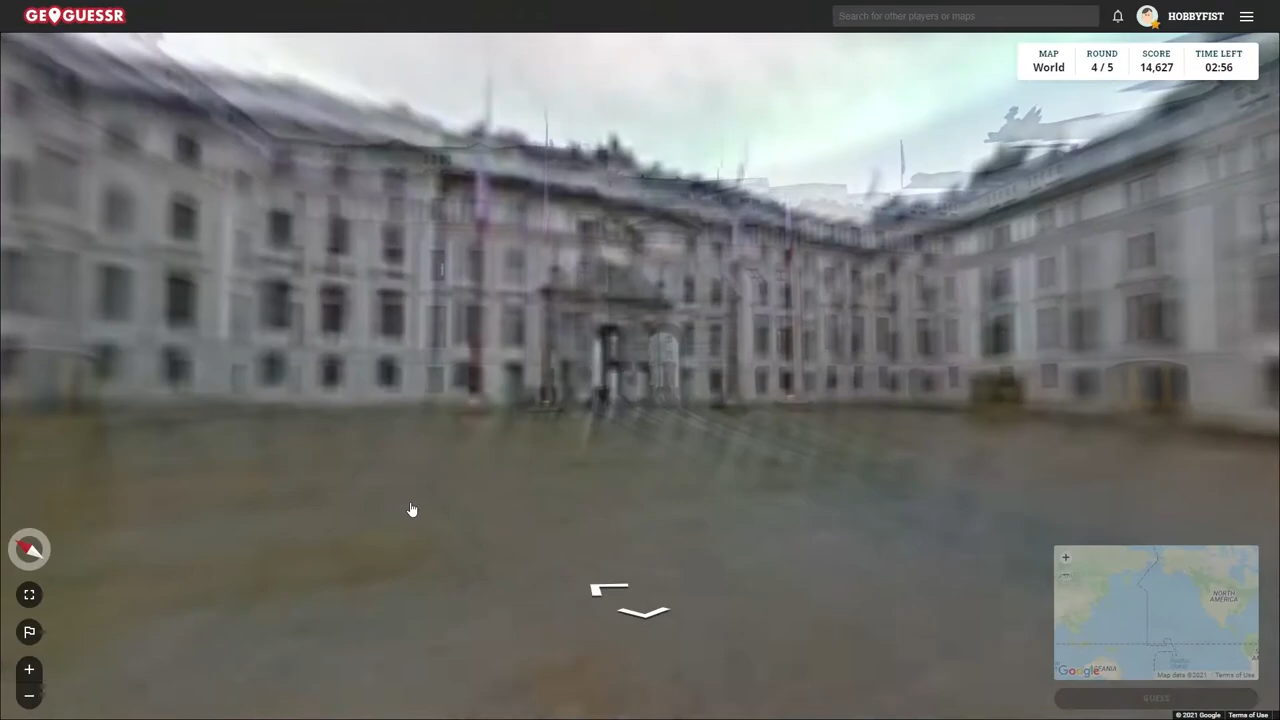 GEOGUESSR
Search for other players or maps
HOBBYFIST
MAP
World
ROUND
4 / 5
SCORE
14,627
TIME LEFT
02:56
NORTH
AMERICA
Google
Map data ©2021
Terms of Use
GUESS
© 2021 Google
Terms of Use